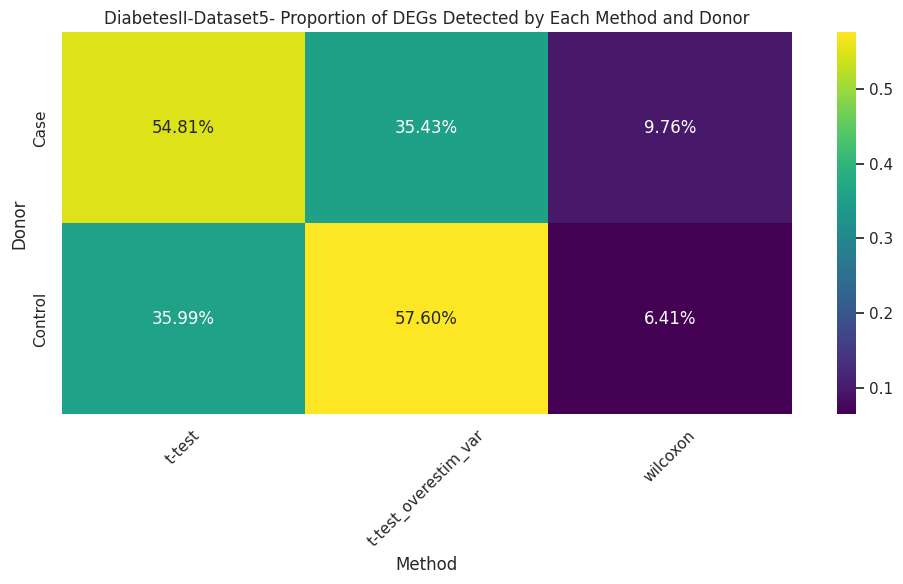 DiabetesII-Dataset5- Proportion of DEGs Detected by Each Method and Donor
Donor
Case
54.81%
35.43%
9.76%
Control
35.99%
57.60%
6.41%
t-test
t-test_overestim_var
wilcoxon
Method
0.5
0.4
0.3
0.2
0.1